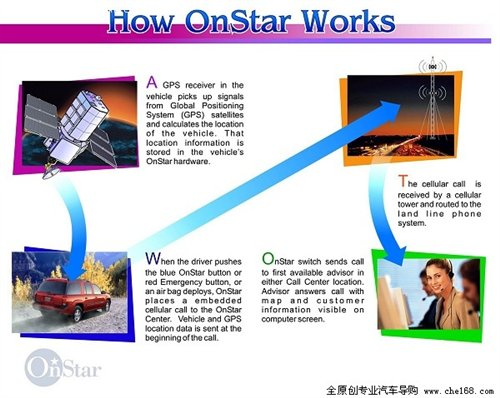 How OnStar Works
A GPS receiver in the
vehicle picks up signals
from Global Positioning
System (GPS) satellites
and calculates the location
of the vehicle. That
location information is
stored in the vehicle's
OnStar hardware.
The cellular call is
received by a cellular
tower and routed to the
land line phone
system.
When the driver pushes
the blue OnStar button or
red Emergency button, or
an air bag deploys, OnStar
places a embedded
cellular call to the OnStar
Center. Vehicle and GPS
location data is sent at the
beginning of the call.
OnStar switch sends call
to first available advisor in
either Call Center location.
Advisor answers call with
map and customer
information visible on
computer screen.
OnStar
全原创专业汽车导购 www.che168.com